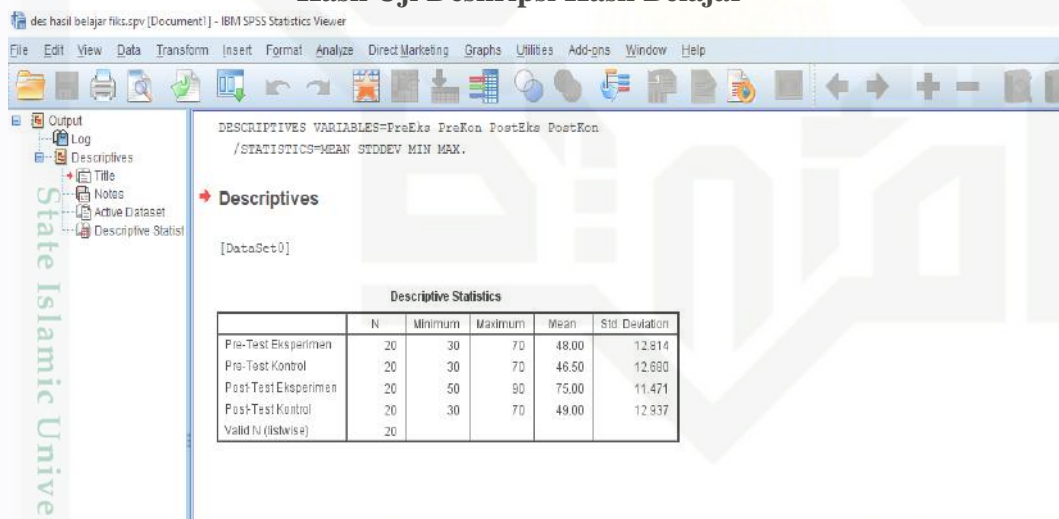 Hasil Uji Deskripsi Hasil Belajar
des hasil belajar fiks.spv [Document1] - IBM SPSS Statistics Viewer
File Edit View Data Transform Insert Format Analyze Direct Marketing Graphs Utilities Add-ons Window Help
Output
Log
Descriptives
Title
Notes
Active Dataset
Descriptive Statist
DESCRIPTIVES VARIABLES=PreEks PreKon PostEks PostKon
/STATISTICS=MEAN STDDEV MIN MAX.
Descriptives
[DataSet0]
Descriptive Statistics
N Minimum Maximum Mean Std. Deviation
Pre-Test Eksperimen 20 30 70 48.00 12.814
Pre-Test Kontrol 20 30 70 46.50 12.680
Post-Test Eksperimen 20 50 90 75.00 11.471
Post-Test Kontrol 20 30 70 49.00 12.937
Valid N (listwise) 20
State Islamic Unive